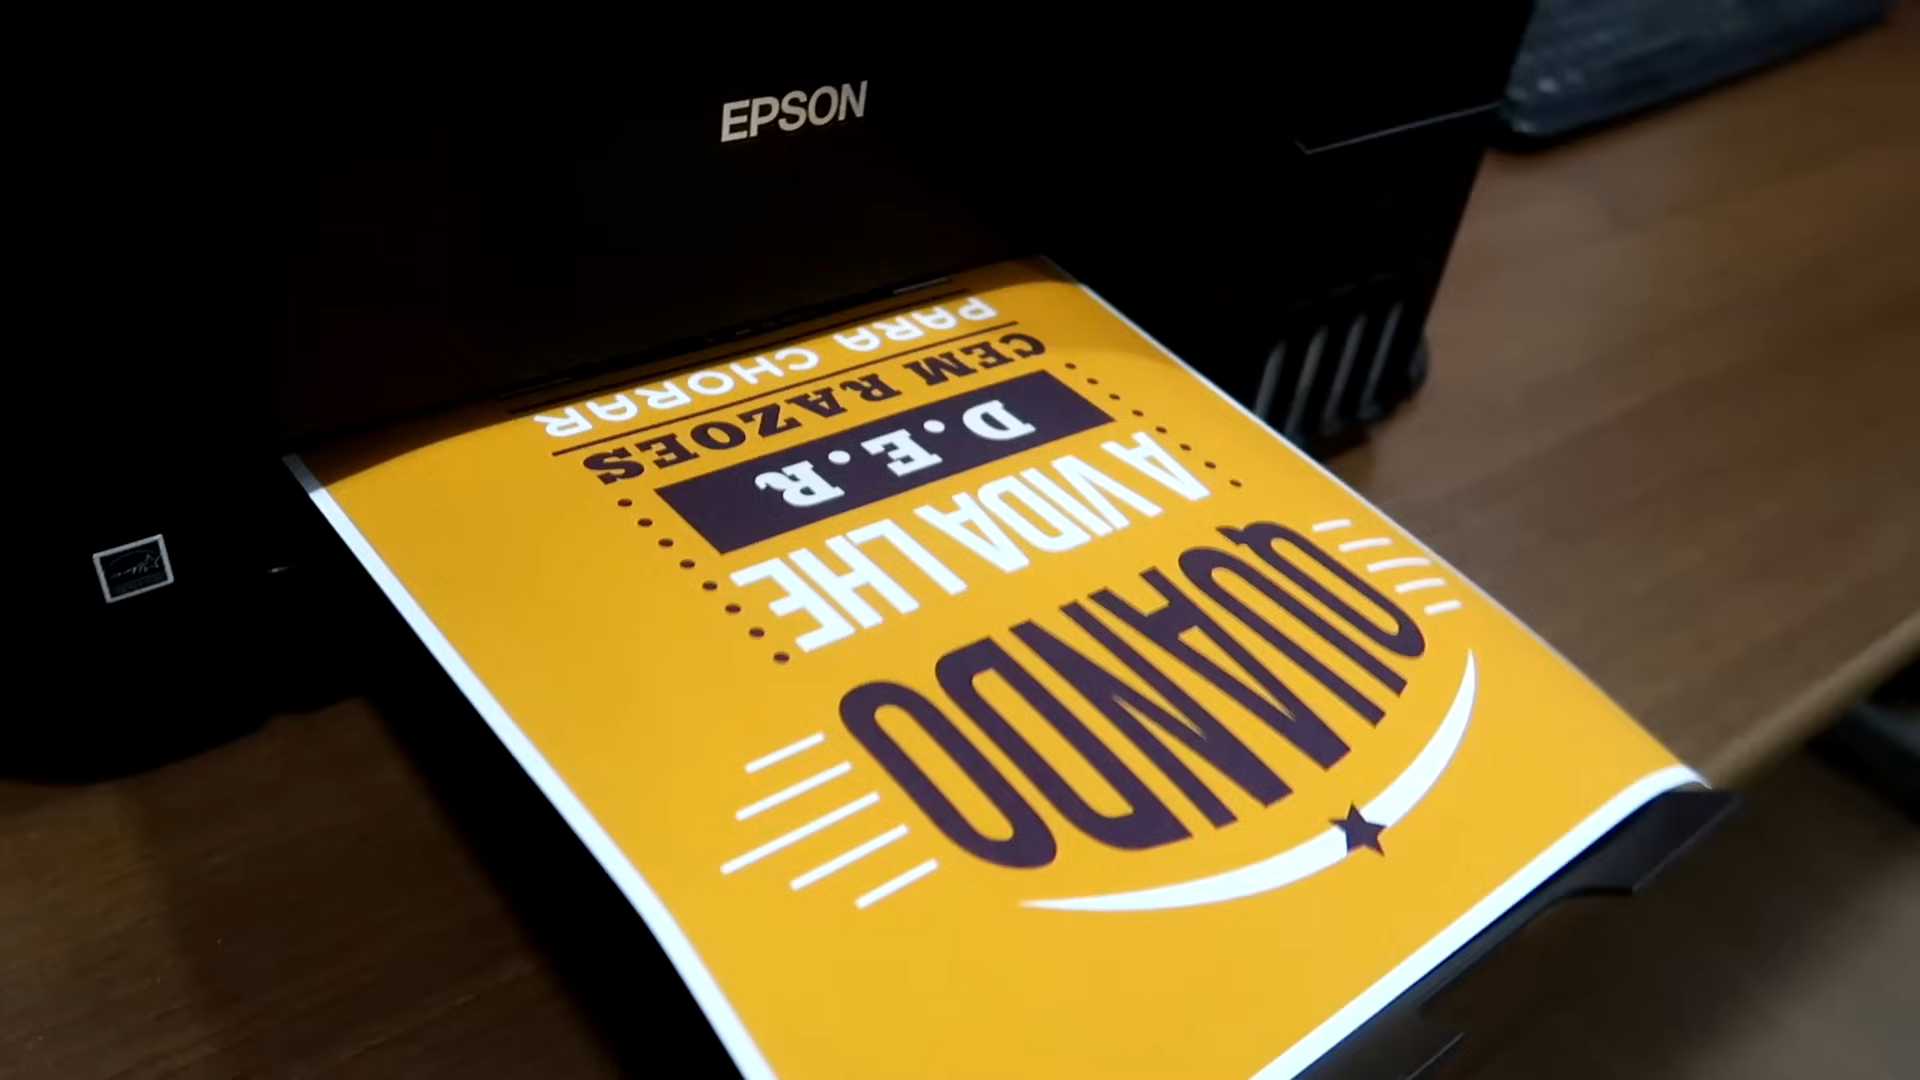 EPSON
QUANDO
A VIDA LHE
D.E.R
CEM RAZOES
PARA CHORAR